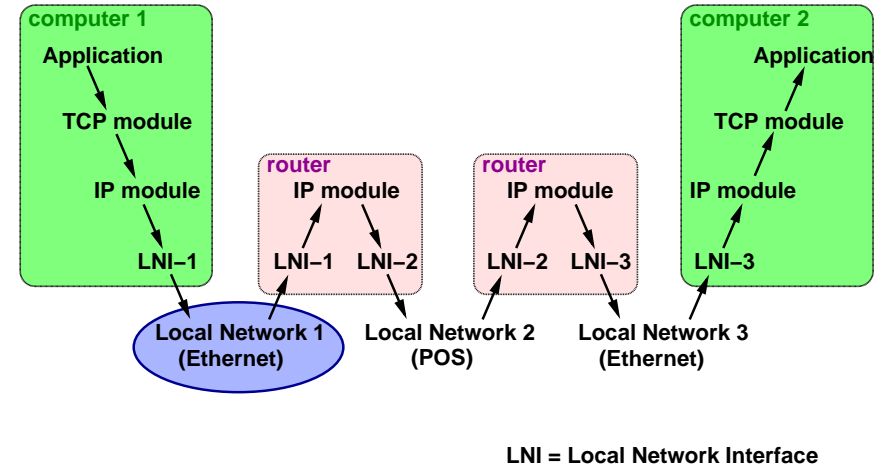 computer 1
Application
TCP module
IP module
LNI–1
router
IP module
LNI–1 LNI–2
router
IP module
LNI–2 LNI–3
computer 2
Application
TCP module
IP module
LNI–3
Local Network 1
(Ethernet)
Local Network 2
(POS)
Local Network 3
(Ethernet)
LNI = Local Network Interface